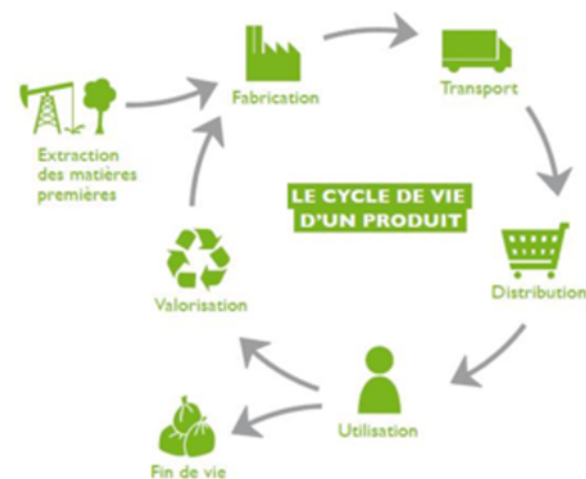 Fabrication
Transport
Extraction
des matières
premières
LE CYCLE DE VIE
D'UN PRODUIT
Distribution
Valorisation
Utilisation
Fin de vie